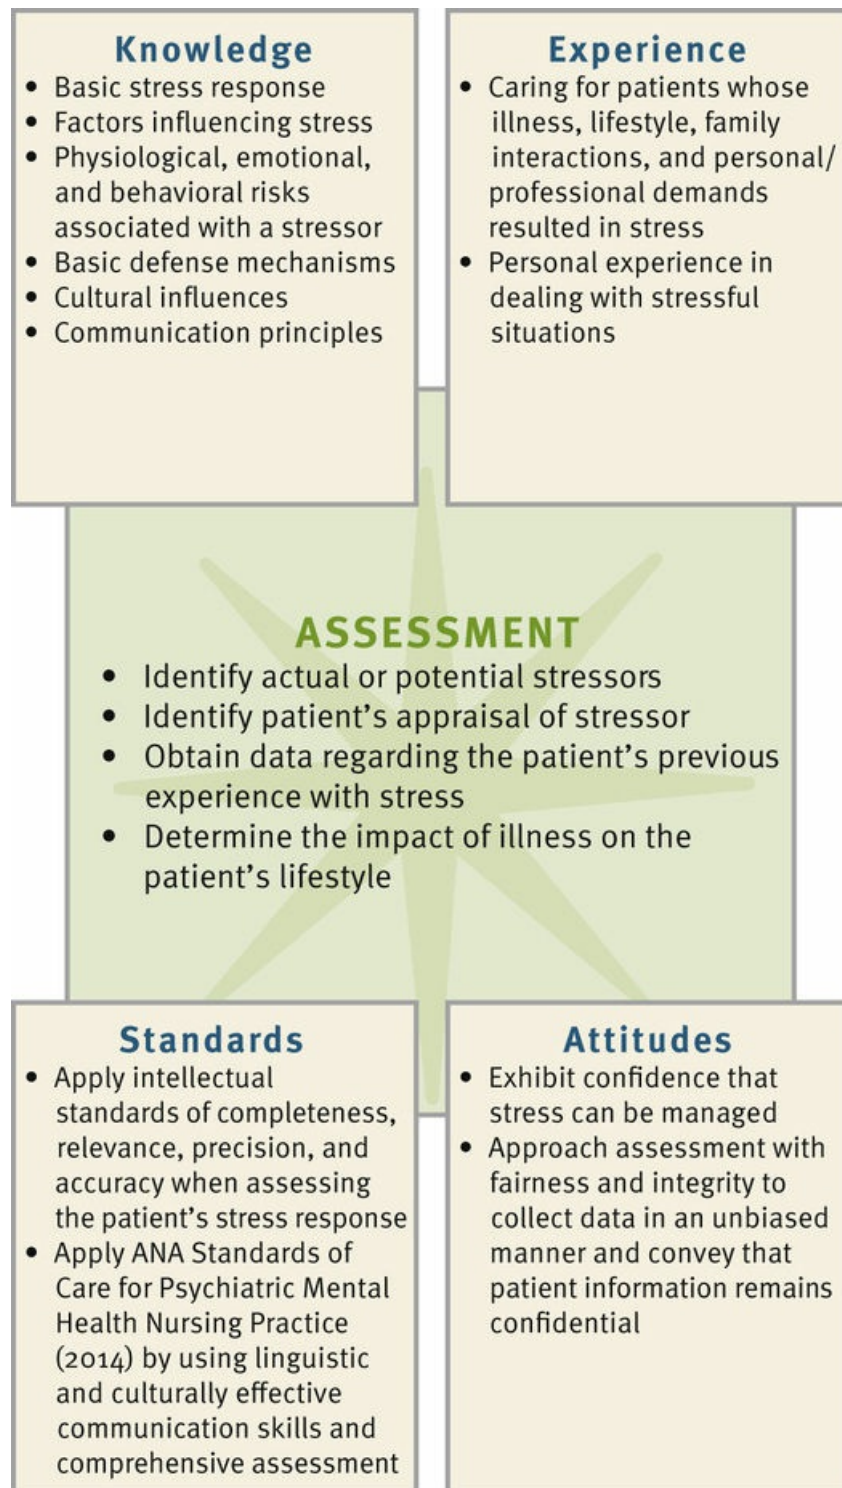 Knowledge
• Basic stress response
• Factors influencing stress
• Physiological, emotional,
and behavioral risks
associated with a stressor
• Basic defense mechanisms
• Cultural influences
• Communication principles
Experience
• Caring for patients whose
illness, lifestyle, family
interactions, and personal/
professional demands
resulted in stress
• Personal experience in
dealing with stressful
situations
ASSESSMENT
• Identify actual or potential stressors
• Identify patient’s appraisal of stressor
• Obtain data regarding the patient’s previous
experience with stress
• Determine the impact of illness on the
patient’s lifestyle
Standards
• Apply intellectual
standards of completeness,
relevance, precision, and
accuracy when assessing
the patient’s stress response
• Apply ANA Standards of
Care for Psychiatric Mental
Health Nursing Practice
(2014) by using linguistic
and culturally effective
communication skills and
comprehensive assessment
Attitudes
• Exhibit confidence that
stress can be managed
• Approach assessment with
fairness and integrity to
collect data in an unbiased
manner and convey that
patient information remains
confidential